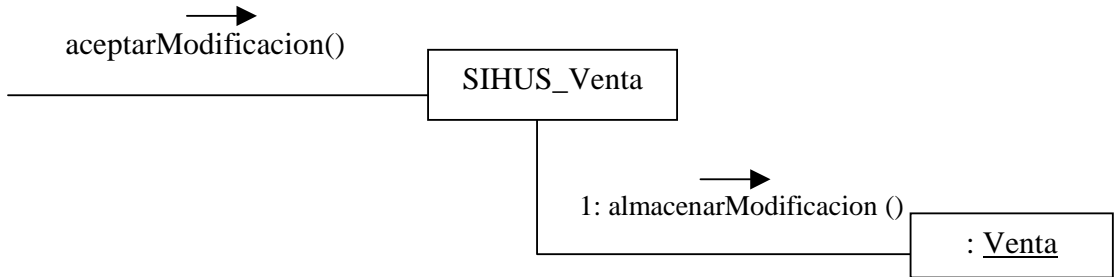 aceptarModificacion()
SIHUS_Venta
1: almacenarModificacion ()
: Venta